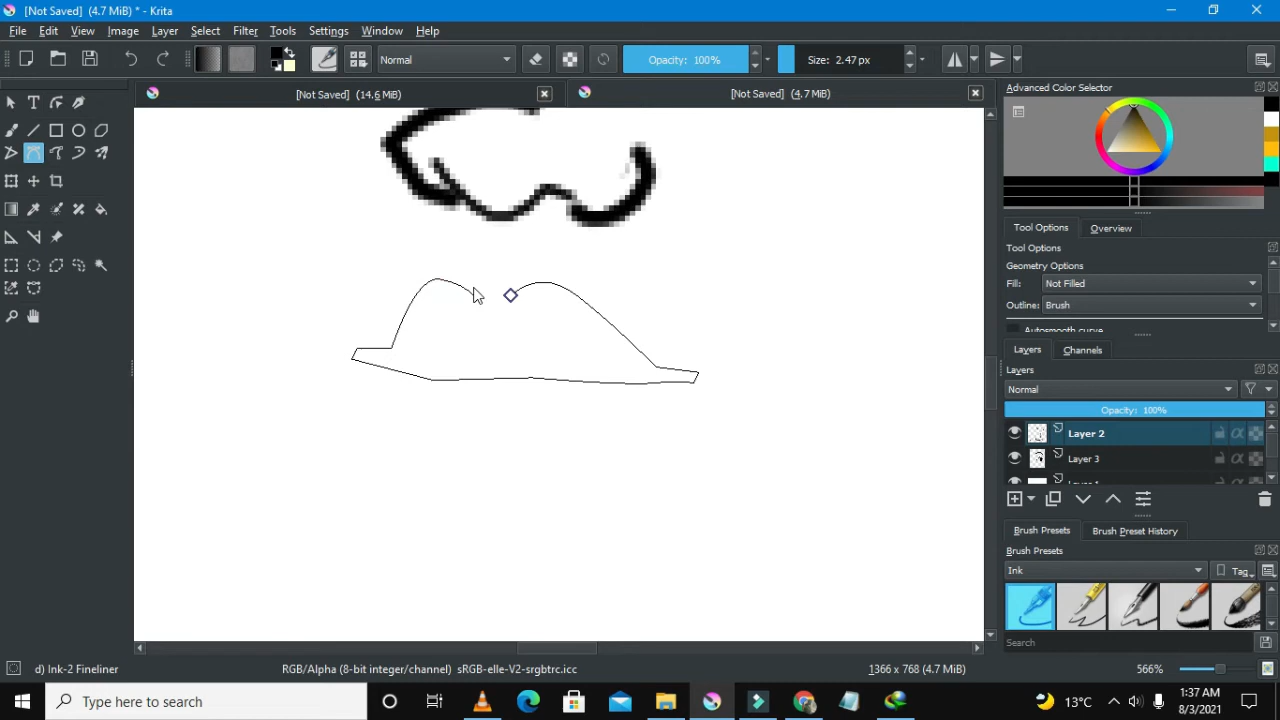 [Not Saved] (4.7 MiB) * - Krita
File Edit View Image Layer Select Filter Tools Settings Window Help
Normal Opacity: 100% Size: 2.47 px
[Not Saved] (14.6 MiB) [Not Saved] (4.7 MiB)
Advanced Color Selector
Tool Options Overview
Tool Options
Geometry Options
Fill: Not Filled
Outline: Brush
Autosmooth curve
Layers Channels
Layers
Normal
Opacity: 100%
Layer 2
Layer 3
Layer 1
Brush Presets Brush Preset History
Brush Presets
Ink Tag
Search
d) Ink-2 Fineliner RGB/Alpha (8-bit integer/channel) sRGB-elle-V2-srgbtrc.icc 1366 x 768 (4.7 MiB) 566%
Type here to search 13°C 1:37 AM
8/3/2021